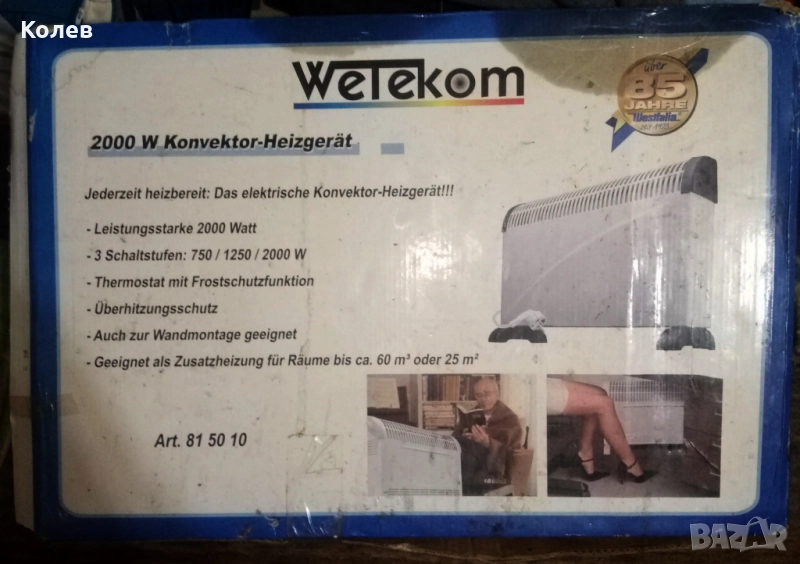 Колев
WeTekom
über
85
JAHRE
Westfalia
2000 W Konvektor-Heizgerät
Jederzeit heizbereit: Das elektrische Konvektor-Heizgerät!!!
- Leistungsstarke 2000 Watt
- 3 Schaltstufen: 750 / 1250 / 2000 W
- Thermostat mit Frostschutzfunktion
- Überhitzungsschutz
- Auch zur Wandmontage geeignet
- Geeignet als Zusatzheizung für Räume bis ca. 60 m³ oder 25 m²
Art. 81 50 10
BAZAR